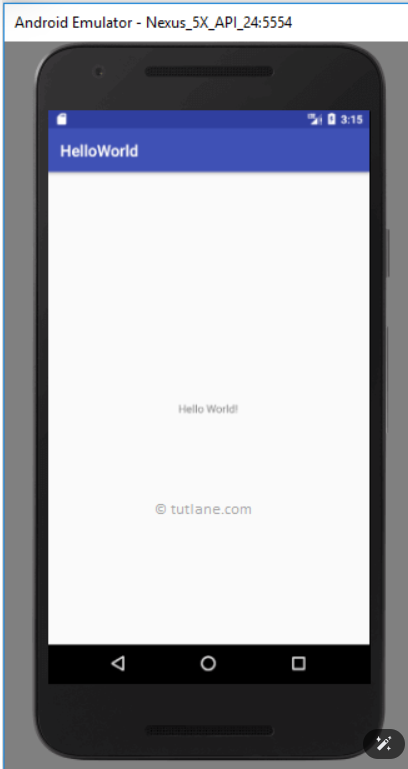 Android Emulator - Nexus_5X_API_24:5554
3:15
HelloWorld
Hello World!
© tutlane.com